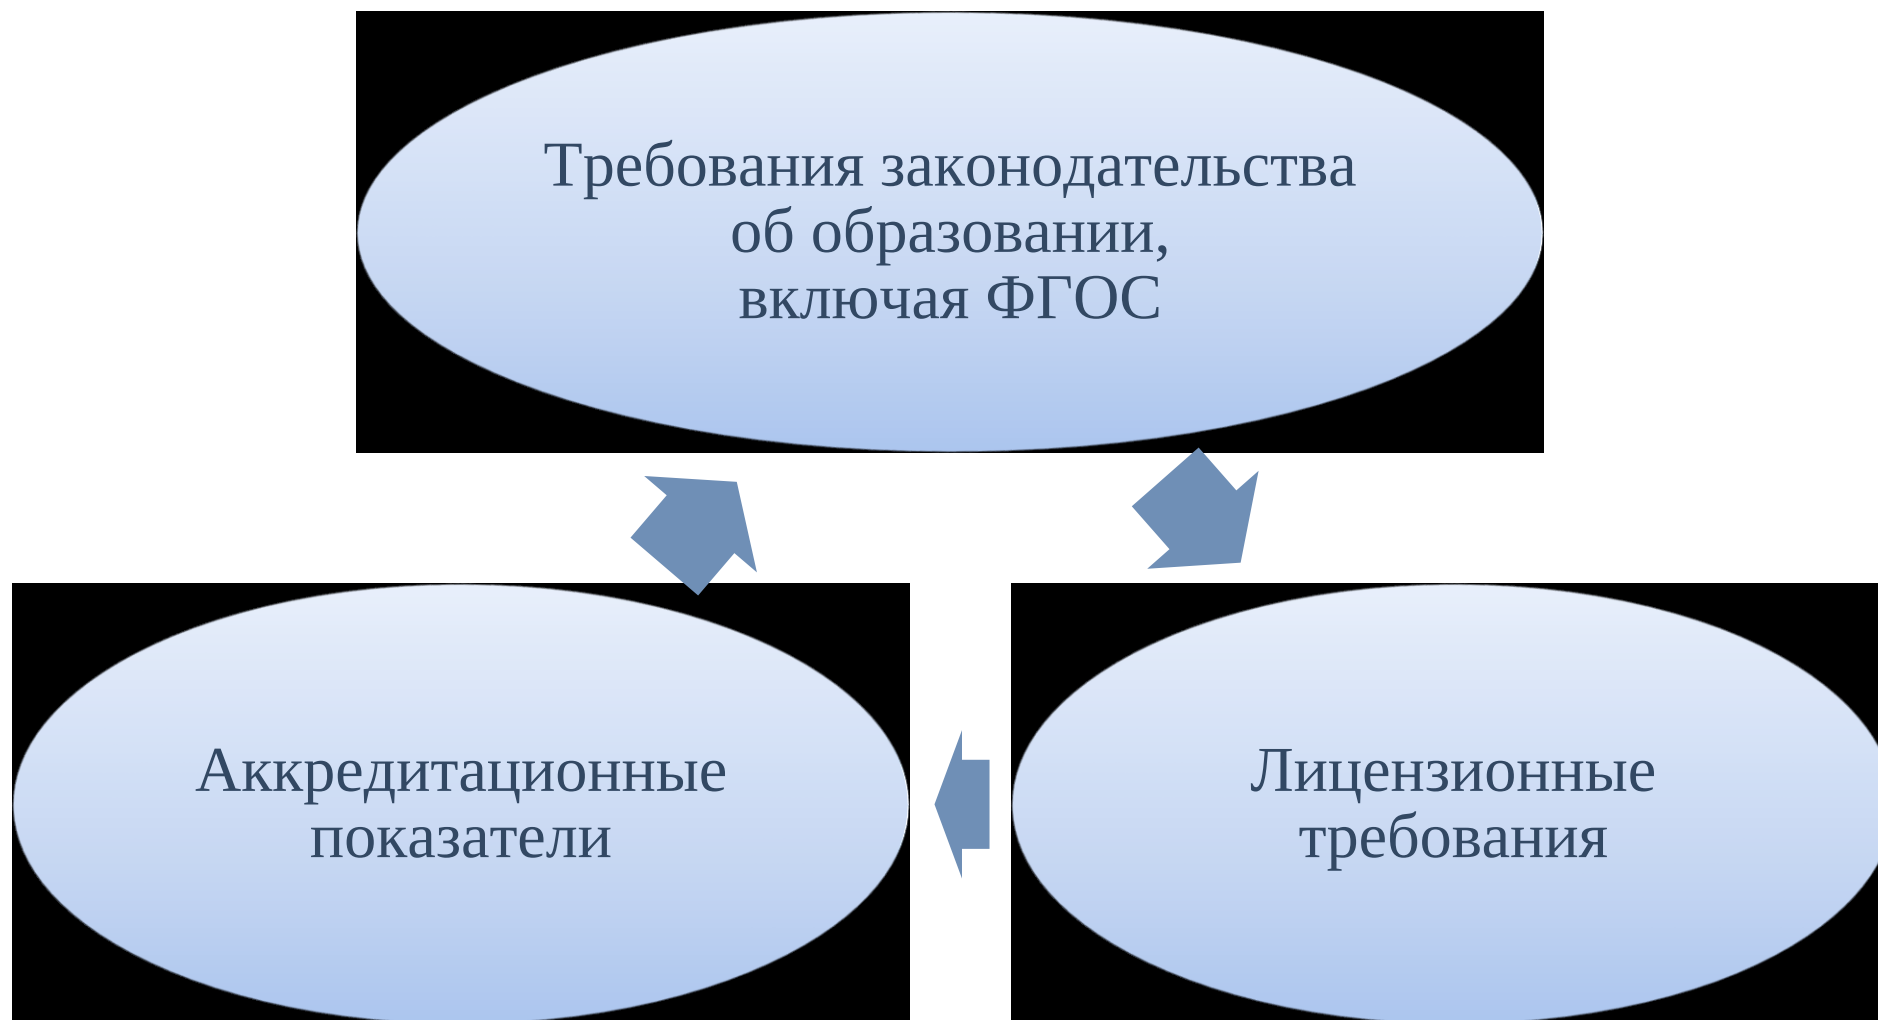 Требования законодательства
об образовании,
включая ФГОС
Аккредитационные
показатели
Лицензионные
требования